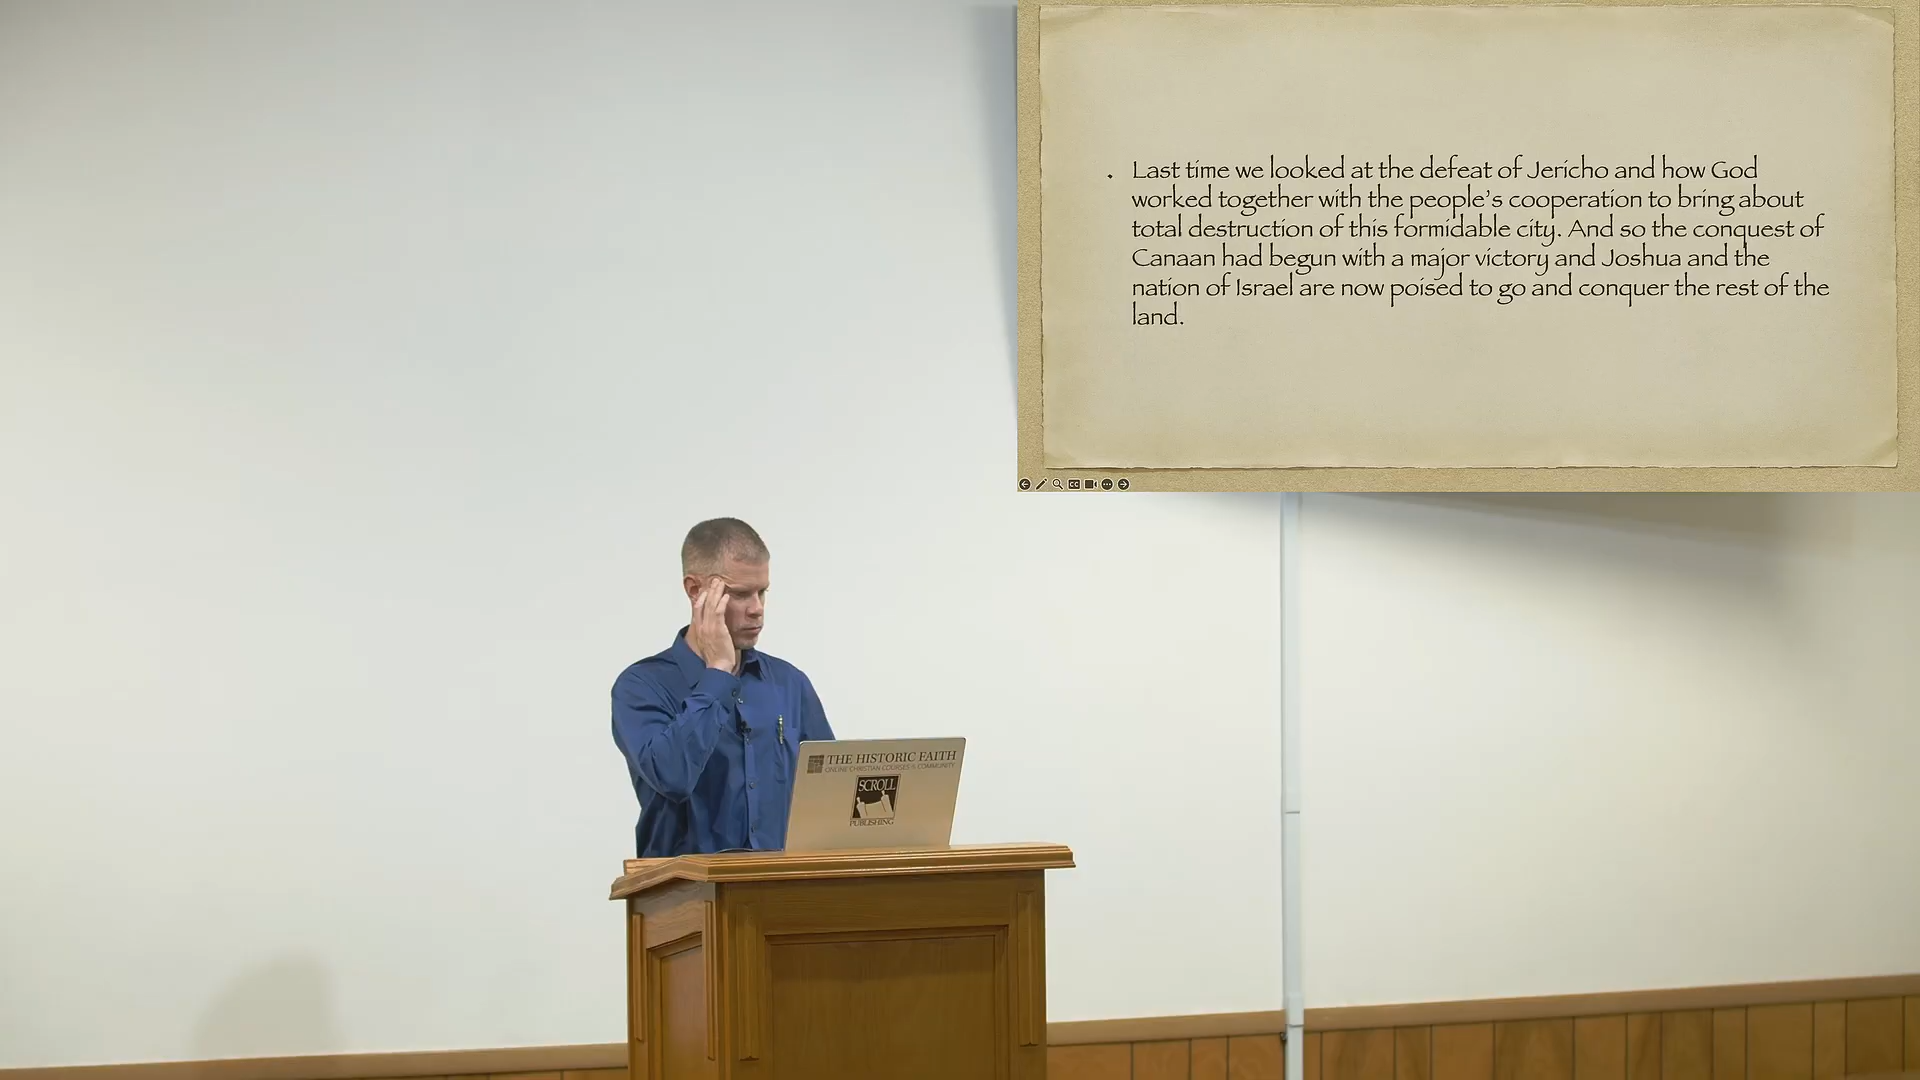 . Last time we looked at the defeat of Jericho and how God
worked together with the people's cooperation to bring about
total destruction of this formidable city. And so the conquest of
Canaan had begun with a major victory and Joshua and the
nation of Israel are now poised to go and conquer the rest of the
land.
CC
THE HISTORIC FAITH
ONLINE CHRISTIAN COURSES & COMMUNITY
SCROLL
PUBLISHING